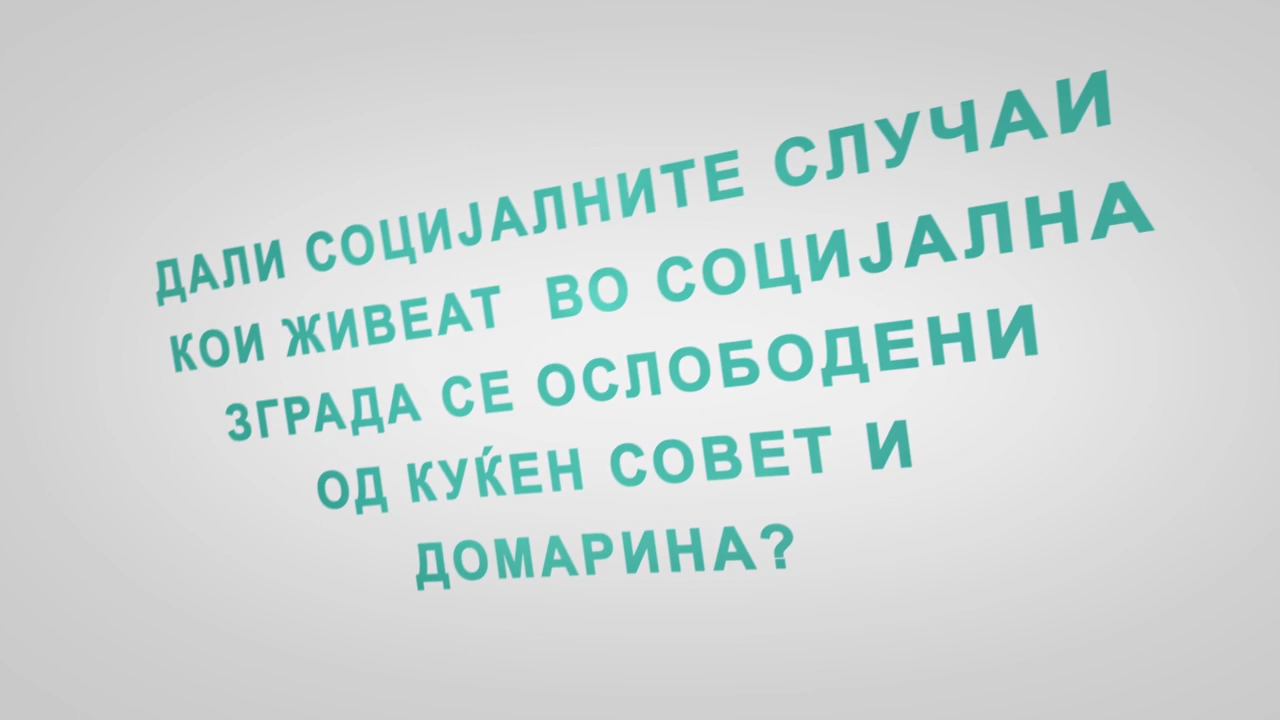 ДАЛИ СОЦИЈАЛНИТЕ СЛУЧАИ
КОИ ЖИВЕАТ ВО СОЦИЈАЛНА
ЗГРАДА СЕ ОСЛОБОДЕНИ
ОД КУЌЕН СОВЕТ И
ДОМАРИНА?